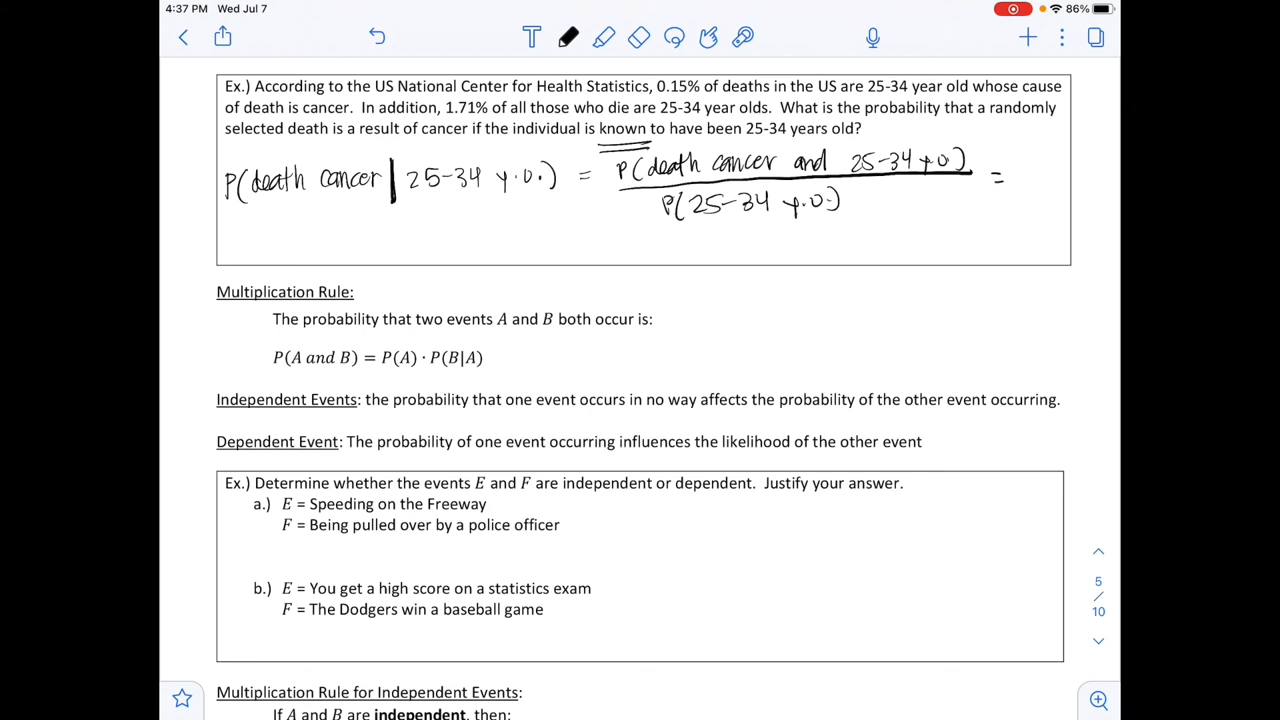 4:37 PM Wed Jul 7
86%
T
Ex.) According to the US National Center for Health Statistics, 0.15% of deaths in the US are 25-34 year old whose cause
of death is cancer. In addition, 1.71% of all those who die are 25-34 year olds. What is the probability that a randomly
selected death is a result of cancer if the individual is known to have been 25-34 years old?
P(death cancer | 25-34 y.o.) = P(death cancer and 25-34 y.o.) =
P(25-34 y.o.)
Multiplication Rule:
The probability that two events A and B both occur is:
P(A and B) = P(A) · P(B|A)
Independent Events: the probability that one event occurs in no way affects the probability of the other event occurring.
Dependent Event: The probability of one event occurring influences the likelihood of the other event
Ex.) Determine whether the events E and F are independent or dependent. Justify your answer.
a.) E = Speeding on the Freeway
F = Being pulled over by a police officer
5
/
10
b.) E = You get a high score on a statistics exam
F = The Dodgers win a baseball game
Multiplication Rule for Independent Events:
If A and B are independent, then: